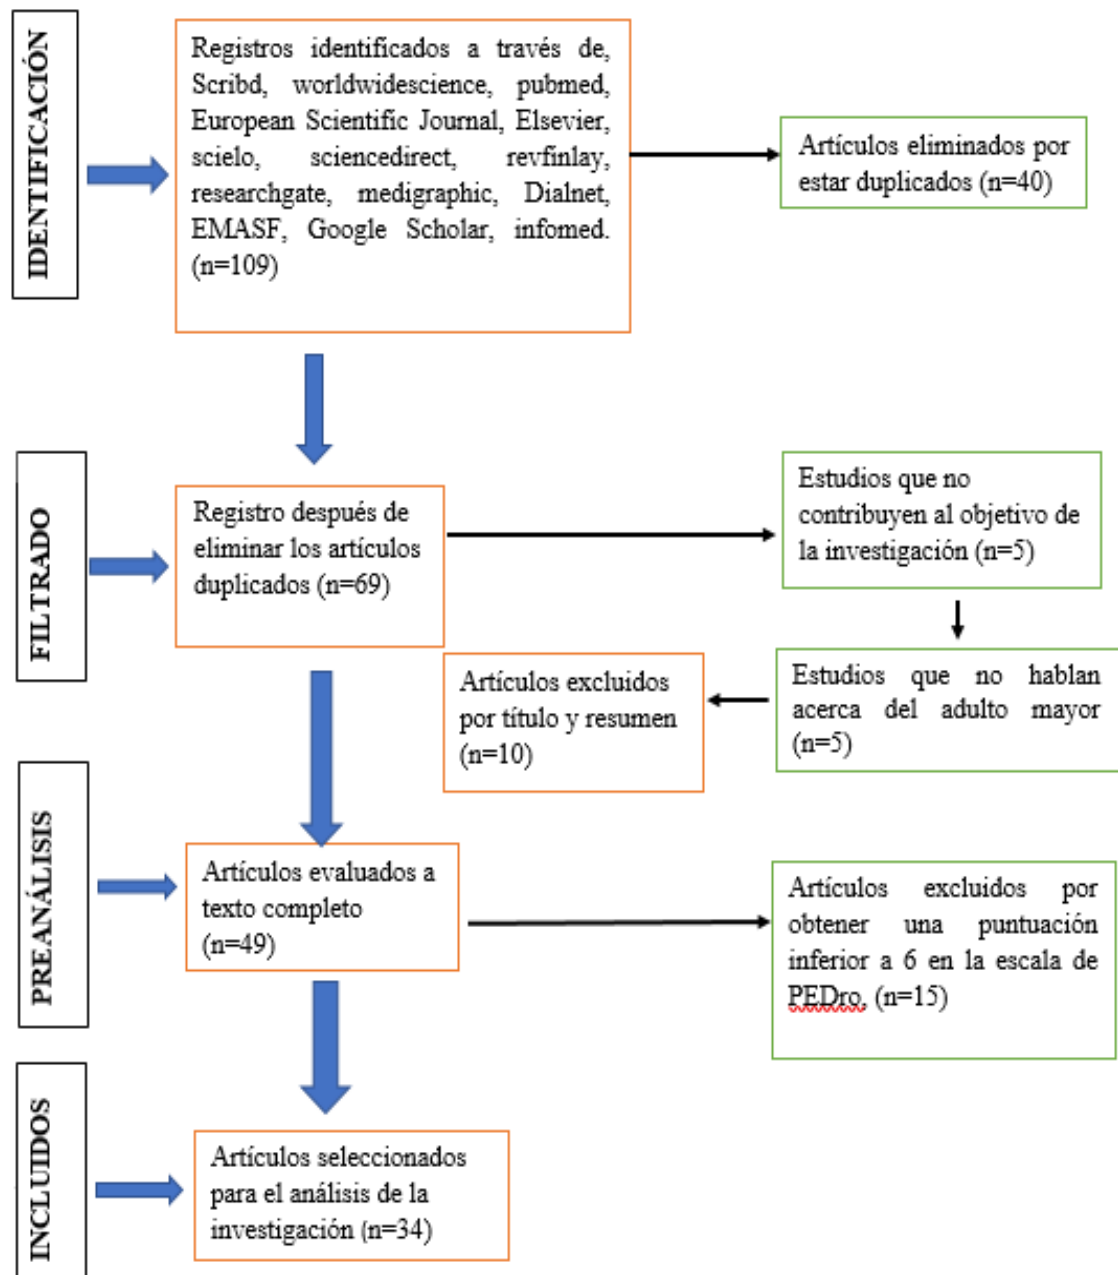 IDENTIFICACIÓN
Registros identificados a través de,
Scribd, worldwidescience, pubmed,
European Scientific Journal, Elsevier,
scielo, sciencedirect, revfinlay,
researchgate, medigraphic, Dialnet,
EMASF, Google Scholar, infomed.
(n=109)
Artículos eliminados por
estar duplicados (n=40)
FILTRADO
Registro después de
eliminar los artículos
duplicados (n=69)
Estudios que no
contribuyen al objetivo de
la investigación (n=5)
Estudios que no hablan
acerca del adulto mayor
(n=5)
Artículos excluidos
por título y resumen
(n=10)
PREANÁLISIS
Artículos evaluados a
texto completo
(n=49)
Artículos excluidos por
obtener una puntuación
inferior a 6 en la escala de
PEDro, (n=15)
INCLUIDOS
Artículos seleccionados
para el análisis de la
investigación (n=34)